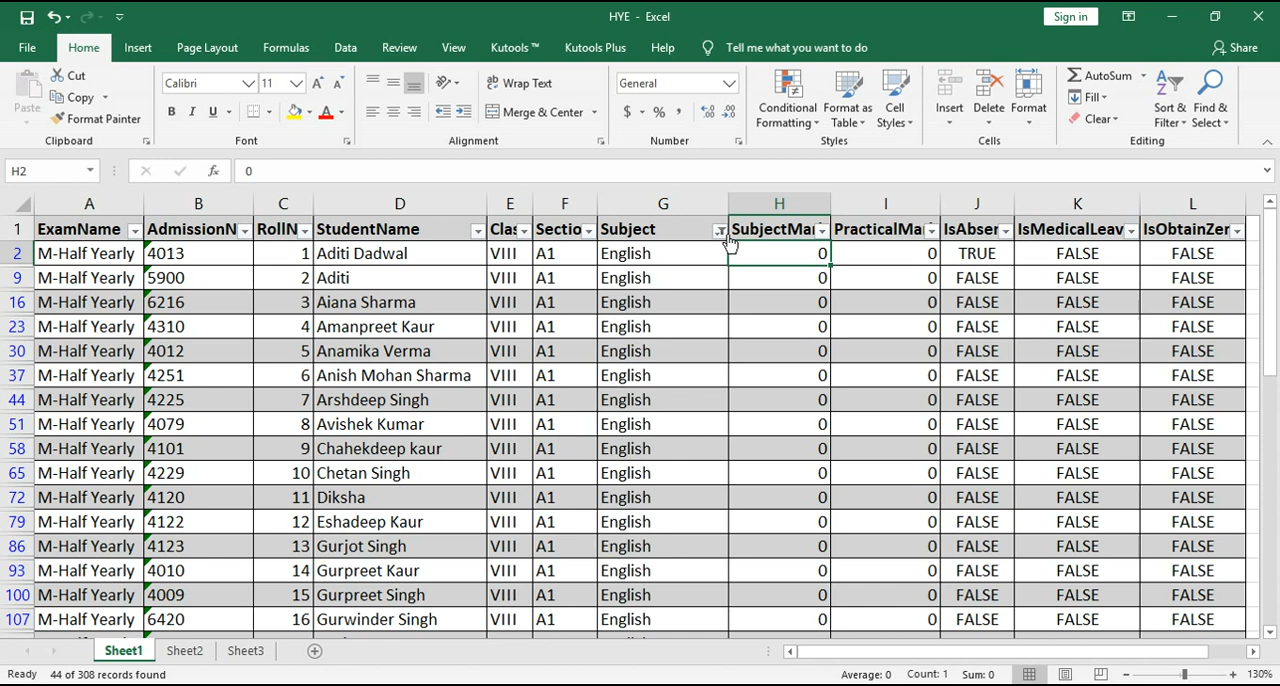 HYE - Excel
Sign in
File Home Insert Page Layout Formulas Data Review View Kutools ™ Kutools Plus Help Tell me what you want to do Share
Paste Cut Copy Format Painter
Calibri 11
B I U
Wrap Text
Merge & Center
General
$ %
Conditional Formatting Format as Table Cell Styles
Insert Delete Format
AutoSum Fill Clear
Sort & Filter Find & Select
Clipboard Font Alignment Number Styles Cells Editing
H2 fx 0
A B C D E F G H I J K L
1 ExamName AdmissionN RollN StudentName Clas Sectio Subject SubjectMar PracticalMar IsAbser IsMedicalLeav IsObtainZer
2 M-Half Yearly 4013 1 Aditi Dadwal VIII A1 English 0 0 TRUE FALSE FALSE
9 M-Half Yearly 5900 2 Aditi VIII A1 English 0 0 FALSE FALSE FALSE
16 M-Half Yearly 6216 3 Aiana Sharma VIII A1 English 0 0 FALSE FALSE FALSE
23 M-Half Yearly 4310 4 Amanpreet Kaur VIII A1 English 0 0 FALSE FALSE FALSE
30 M-Half Yearly 4012 5 Anamika Verma VIII A1 English 0 0 FALSE FALSE FALSE
37 M-Half Yearly 4251 6 Anish Mohan Sharma VIII A1 English 0 0 FALSE FALSE FALSE
44 M-Half Yearly 4225 7 Arshdeep Singh VIII A1 English 0 0 FALSE FALSE FALSE
51 M-Half Yearly 4079 8 Avishek Kumar VIII A1 English 0 0 FALSE FALSE FALSE
58 M-Half Yearly 4101 9 Chahekdeep kaur VIII A1 English 0 0 FALSE FALSE FALSE
65 M-Half Yearly 4229 10 Chetan Singh VIII A1 English 0 0 FALSE FALSE FALSE
72 M-Half Yearly 4120 11 Diksha VIII A1 English 0 0 FALSE FALSE FALSE
79 M-Half Yearly 4122 12 Eshadeep Kaur VIII A1 English 0 0 FALSE FALSE FALSE
86 M-Half Yearly 4123 13 Gurjot Singh VIII A1 English 0 0 FALSE FALSE FALSE
93 M-Half Yearly 4010 14 Gurpreet Kaur VIII A1 English 0 0 FALSE FALSE FALSE
100 M-Half Yearly 4009 15 Gurpreet Singh VIII A1 English 0 0 FALSE FALSE FALSE
107 M-Half Yearly 6420 16 Gurwinder Singh VIII A1 English 0 0 FALSE FALSE FALSE
Sheet1 Sheet2 Sheet3
Ready 44 of 308 records found Average: 0 Count: 1 Sum: 0 130%